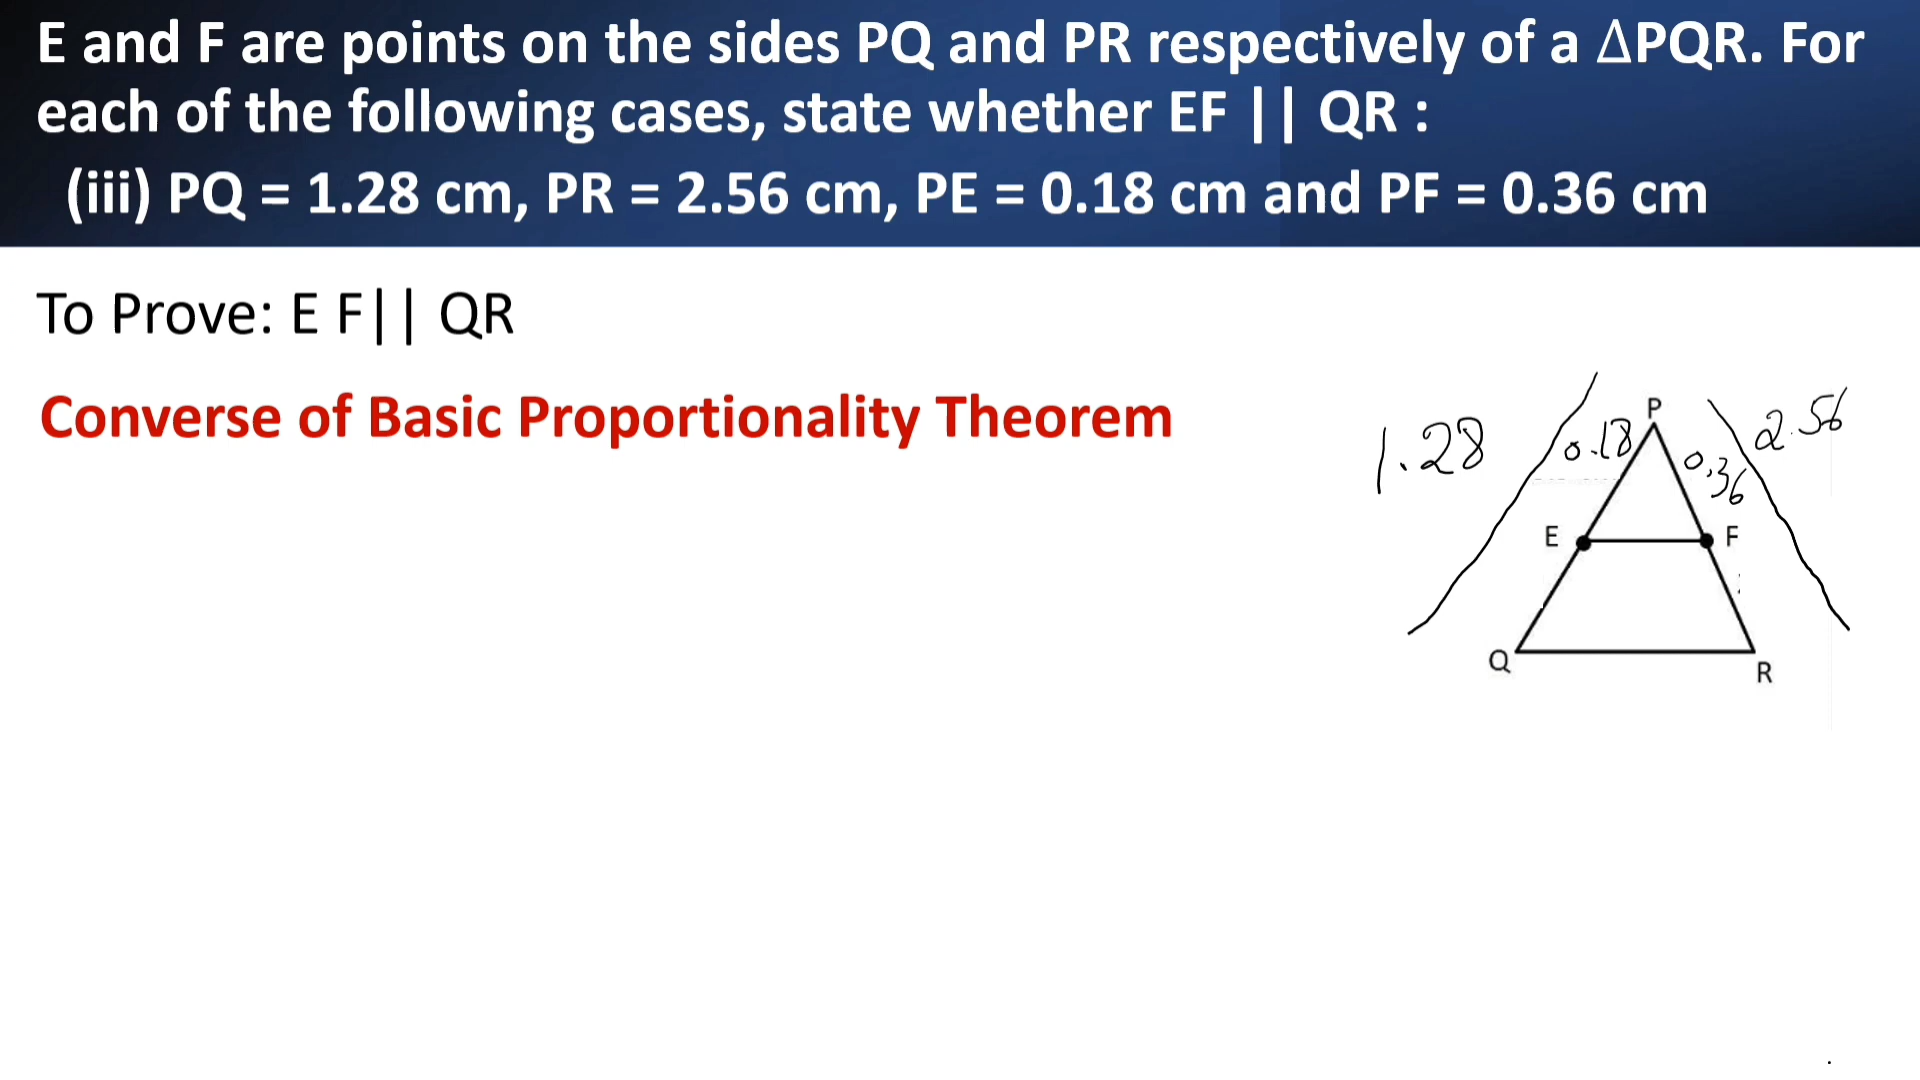 E and F are points on the sides PQ and PR respectively of a ΔPQR. For
each of the following cases, state whether EF || QR :
(iii) PQ = 1.28 cm, PR = 2.56 cm, PE = 0.18 cm and PF = 0.36 cm
To Prove: E F|| QR
Converse of Basic Proportionality Theorem
P
1.28
0.18
0.36
2.56
E
F
Q
R